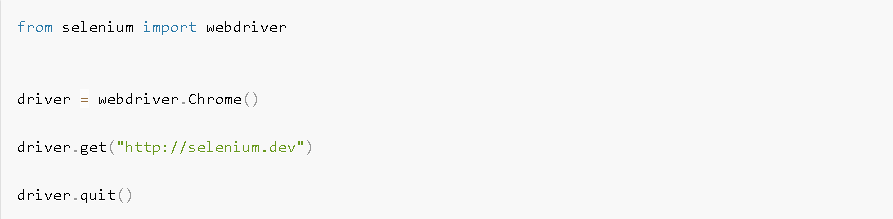 from selenium import webdriver
driver = webdriver.Chrome()
driver.get("http://selenium.dev")
driver.quit()